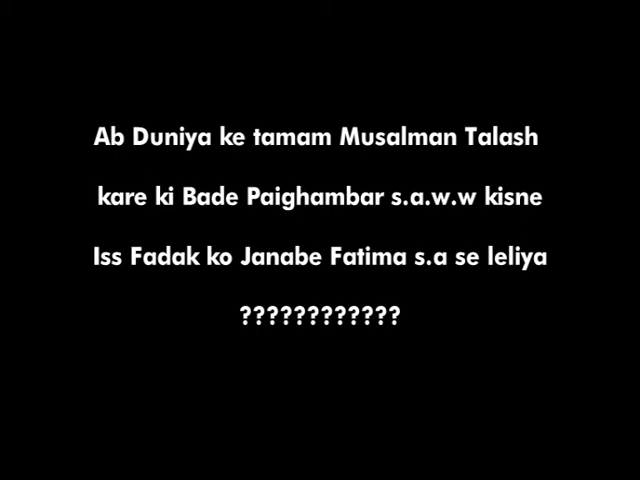 Ab Duniya ke tamam Musalman Talash
kare ki Bade Paighambar s.a.w.w kisne
Iss Fadak ko Janabe Fatima s.a se leliya
????????????